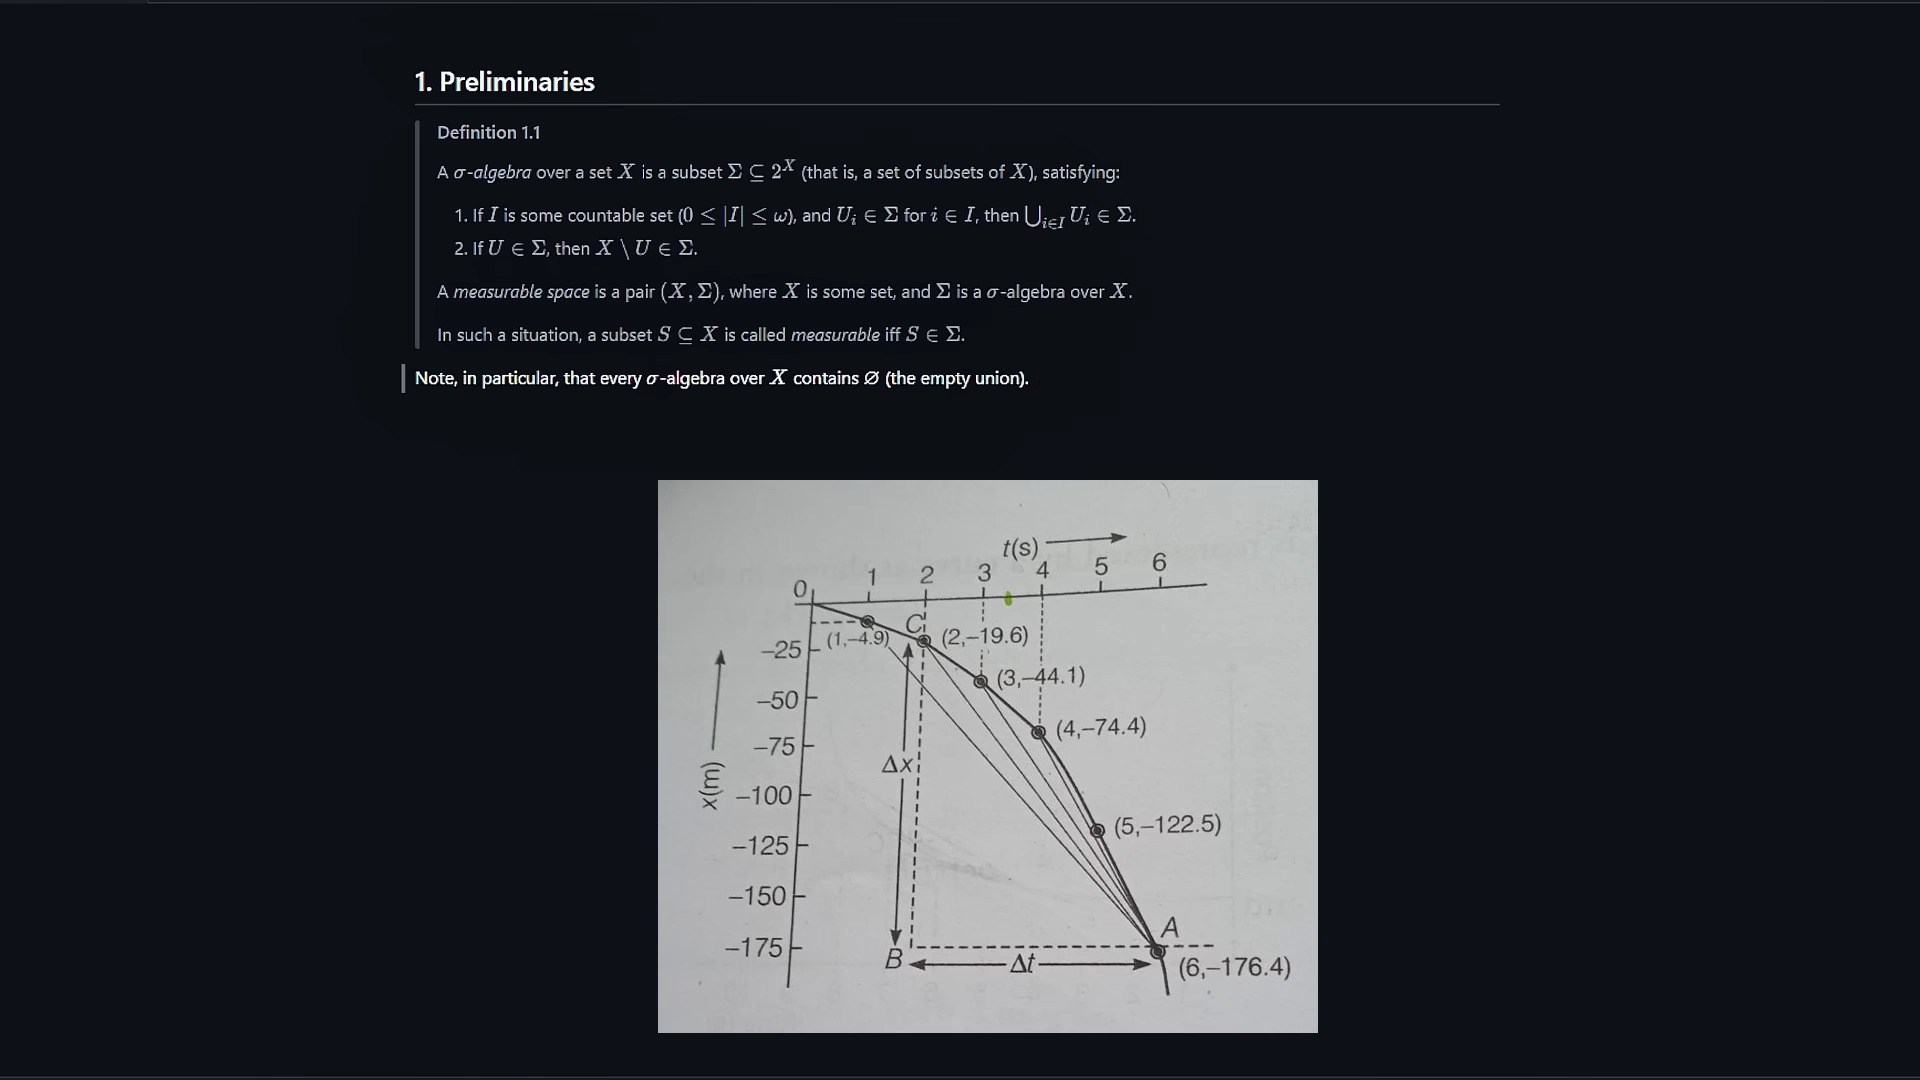 1. Preliminaries
Definition 1.1
A σ-algebra over a set X is a subset Σ ⊆ 2^X (that is, a set of subsets of X), satisfying:
1. If I is some countable set (0 ≤ |I| ≤ ω), and U_i ∈ Σ for i ∈ I, then ⋃_{i∈I} U_i ∈ Σ.
2. If U ∈ Σ, then X \ U ∈ Σ.
A measurable space is a pair (X, Σ), where X is some set, and Σ is a σ-algebra over X.
In such a situation, a subset S ⊆ X is called measurable iff S ∈ Σ.
Note, in particular, that every σ-algebra over X contains ∅ (the empty union).
t(s)
0 1 2 3 4 5 6
C
(1,–4.9) (2,–19.6)
–25
(3,–44.1)
–50
(4,–74.4)
–75
Δx
x(m)
–100
(5,–122.5)
–125
–150
A
–175
B Δt (6,–176.4)